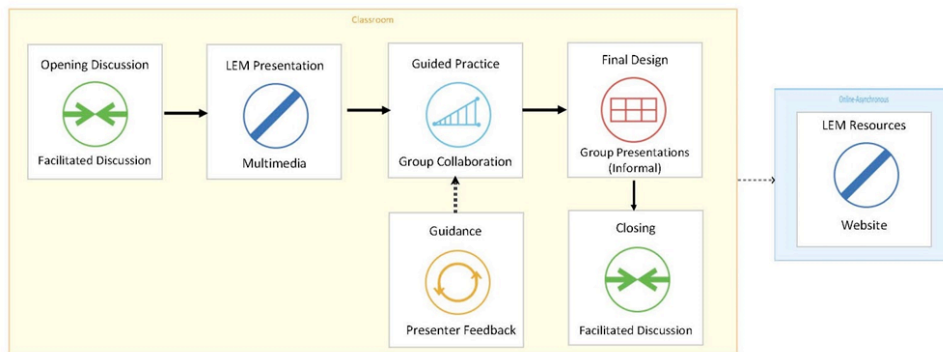 Classroom
Opening Discussion
Facilitated Discussion
LEM Presentation
Multimedia
Guided Practice
Group Collaboration
Final Design
Group Presentations
(Informal)
Guidance
Presenter Feedback
Closing
Facilitated Discussion
Online-Asynchronous
LEM Resources
Website